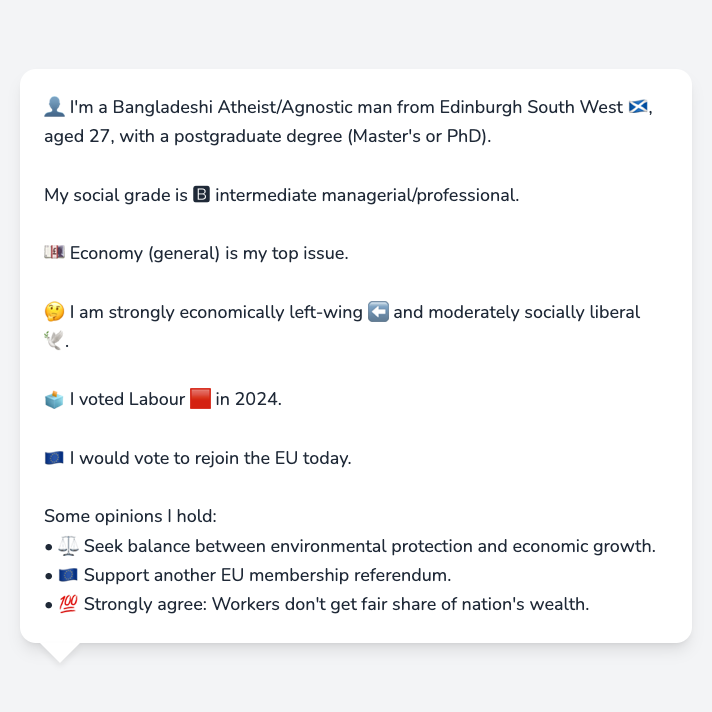 👤 I'm a Bangladeshi Atheist/Agnostic man from Edinburgh South West 🏴󠁧󠁢󠁳󠁣󠁴󠁿,
aged 27, with a postgraduate degree (Master's or PhD).
My social grade is 🅱 intermediate managerial/professional.
💷 Economy (general) is my top issue.
🤔 I am strongly economically left-wing ⬅️ and moderately socially liberal
🕊️.
🗳️ I voted Labour 🟥 in 2024.
🇪🇺 I would vote to rejoin the EU today.
Some opinions I hold:
• ⚖️ Seek balance between environmental protection and economic growth.
• 🇪🇺 Support another EU membership referendum.
• 💯 Strongly agree: Workers don't get fair share of nation's wealth.